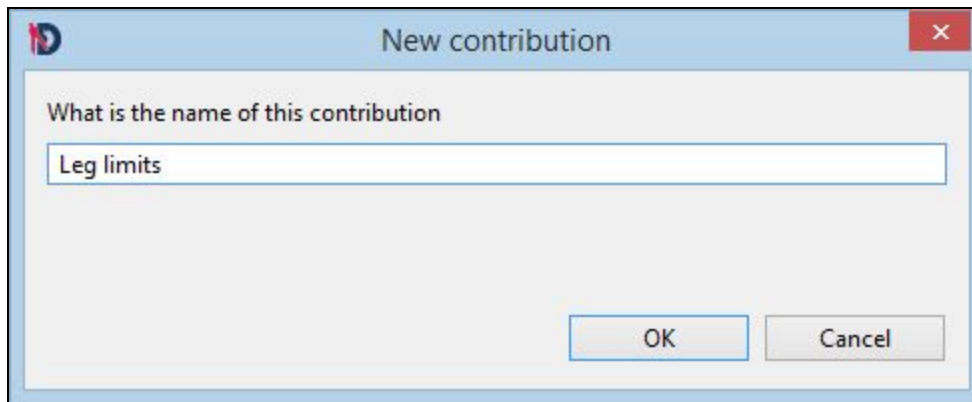 New contribution
What is the name of this contribution
Leg limits
OK
Cancel